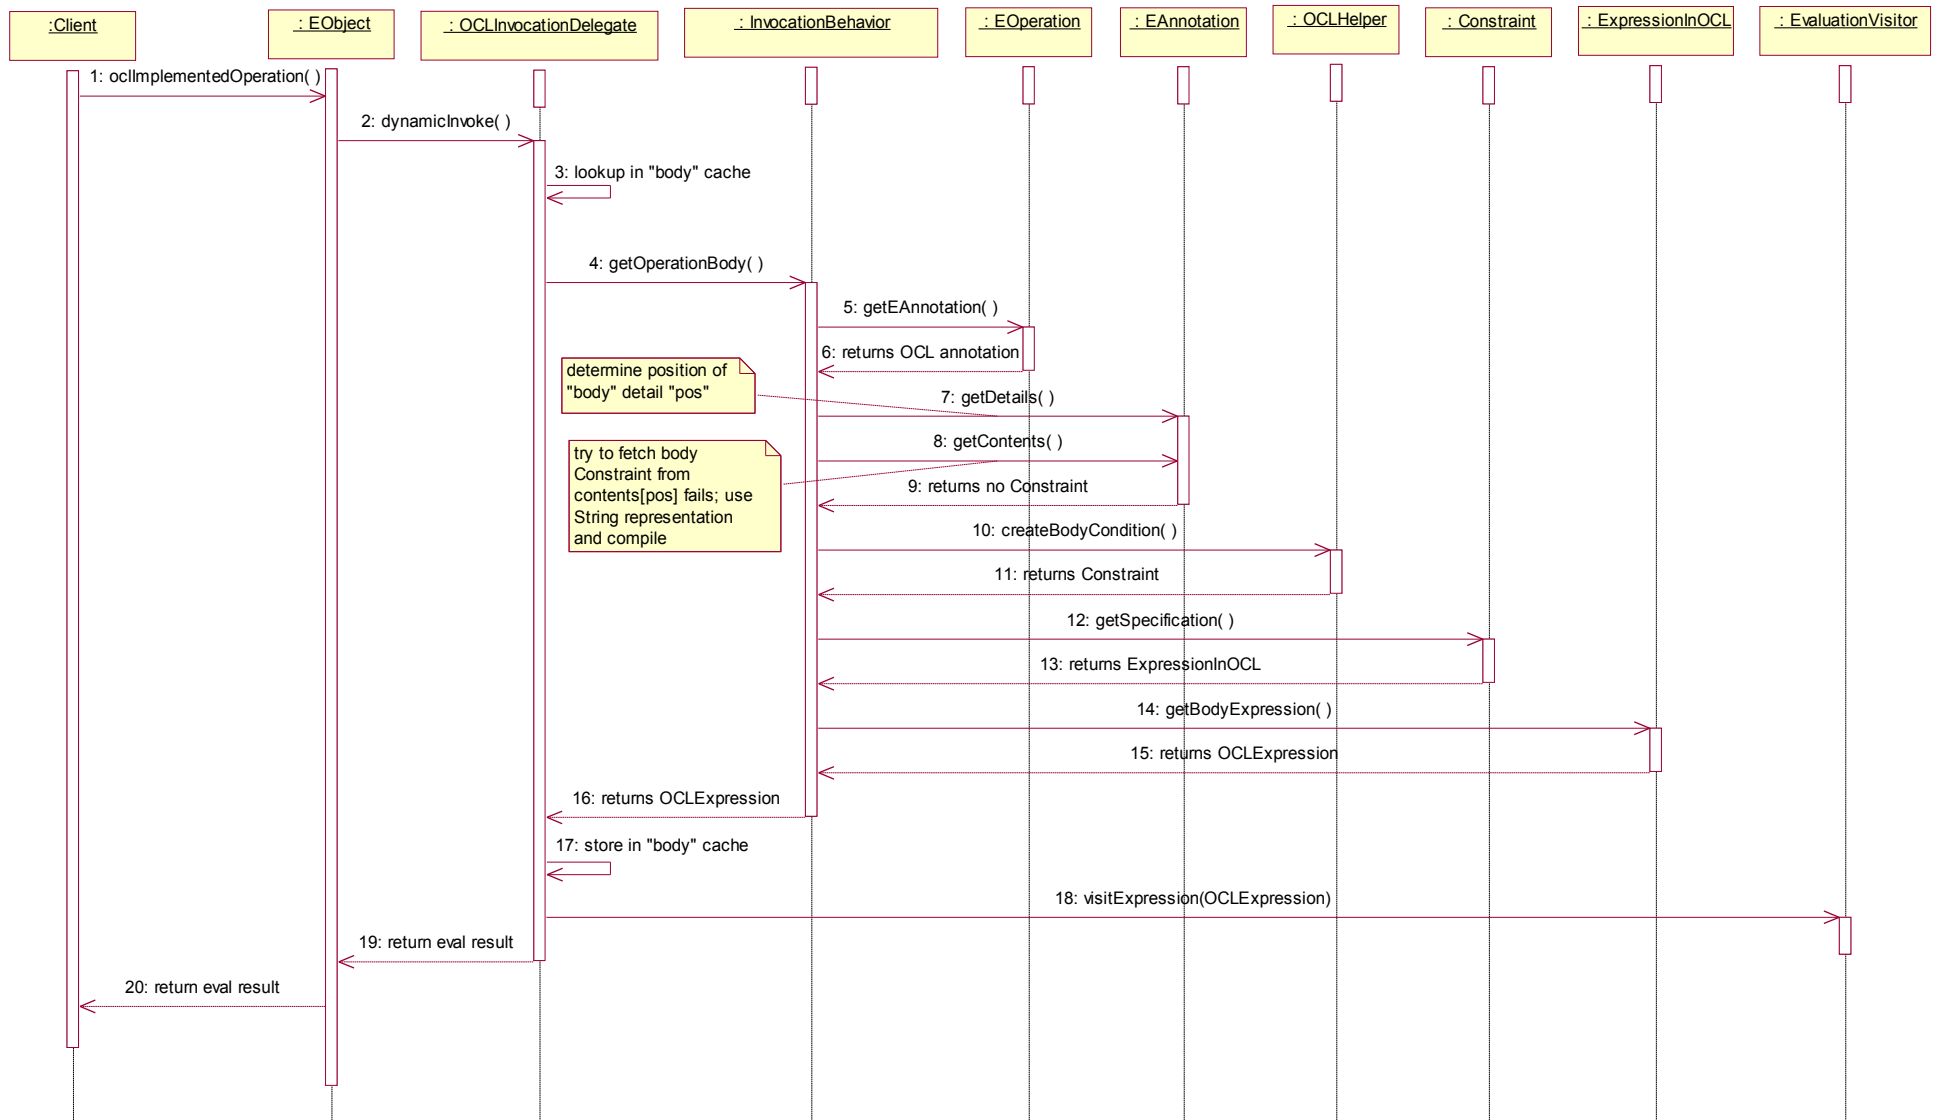 :Client
: EObject
: OCLInvocationDelegate
: InvocationBehavior
: EOperation
: EAnnotation
: OCLHelper
: Constraint
: ExpressionInOCL
: EvaluationVisitor
1: oclImplementedOperation( )
2: dynamicInvoke( )
3: lookup in "body" cache
4: getOperationBody( )
5: getEAnnotation( )
6: returns OCL annotation
determine position of
"body" detail "pos"
7: getDetails( )
8: getContents( )
try to fetch body
Constraint from
contents[pos] fails; use
String representation
and compile
9: returns no Constraint
10: createBodyCondition( )
11: returns Constraint
12: getSpecification( )
13: returns ExpressionInOCL
14: getBodyExpression( )
15: returns OCLExpression
16: returns OCLExpression
17: store in "body" cache
18: visitExpression(OCLExpression)
19: return eval result
20: return eval result